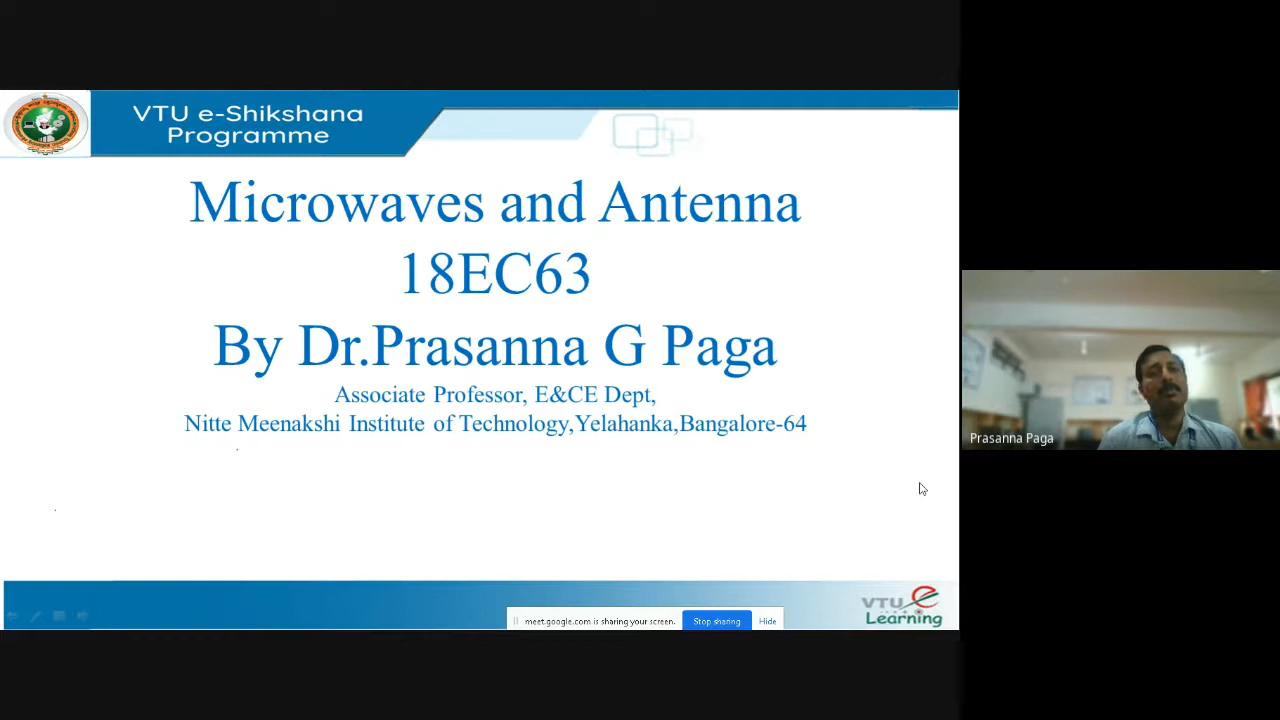 VTU e-Shikshana
Programme
Microwaves and Antenna
18EC63
By Dr.Prasanna G Paga
Associate Professor, E&CE Dept,
Nitte Meenakshi Institute of Technology,Yelahanka,Bangalore-64
Prasanna Paga
meet.google.com is sharing your screen.
Stop sharing
Hide
VTU e
Learning